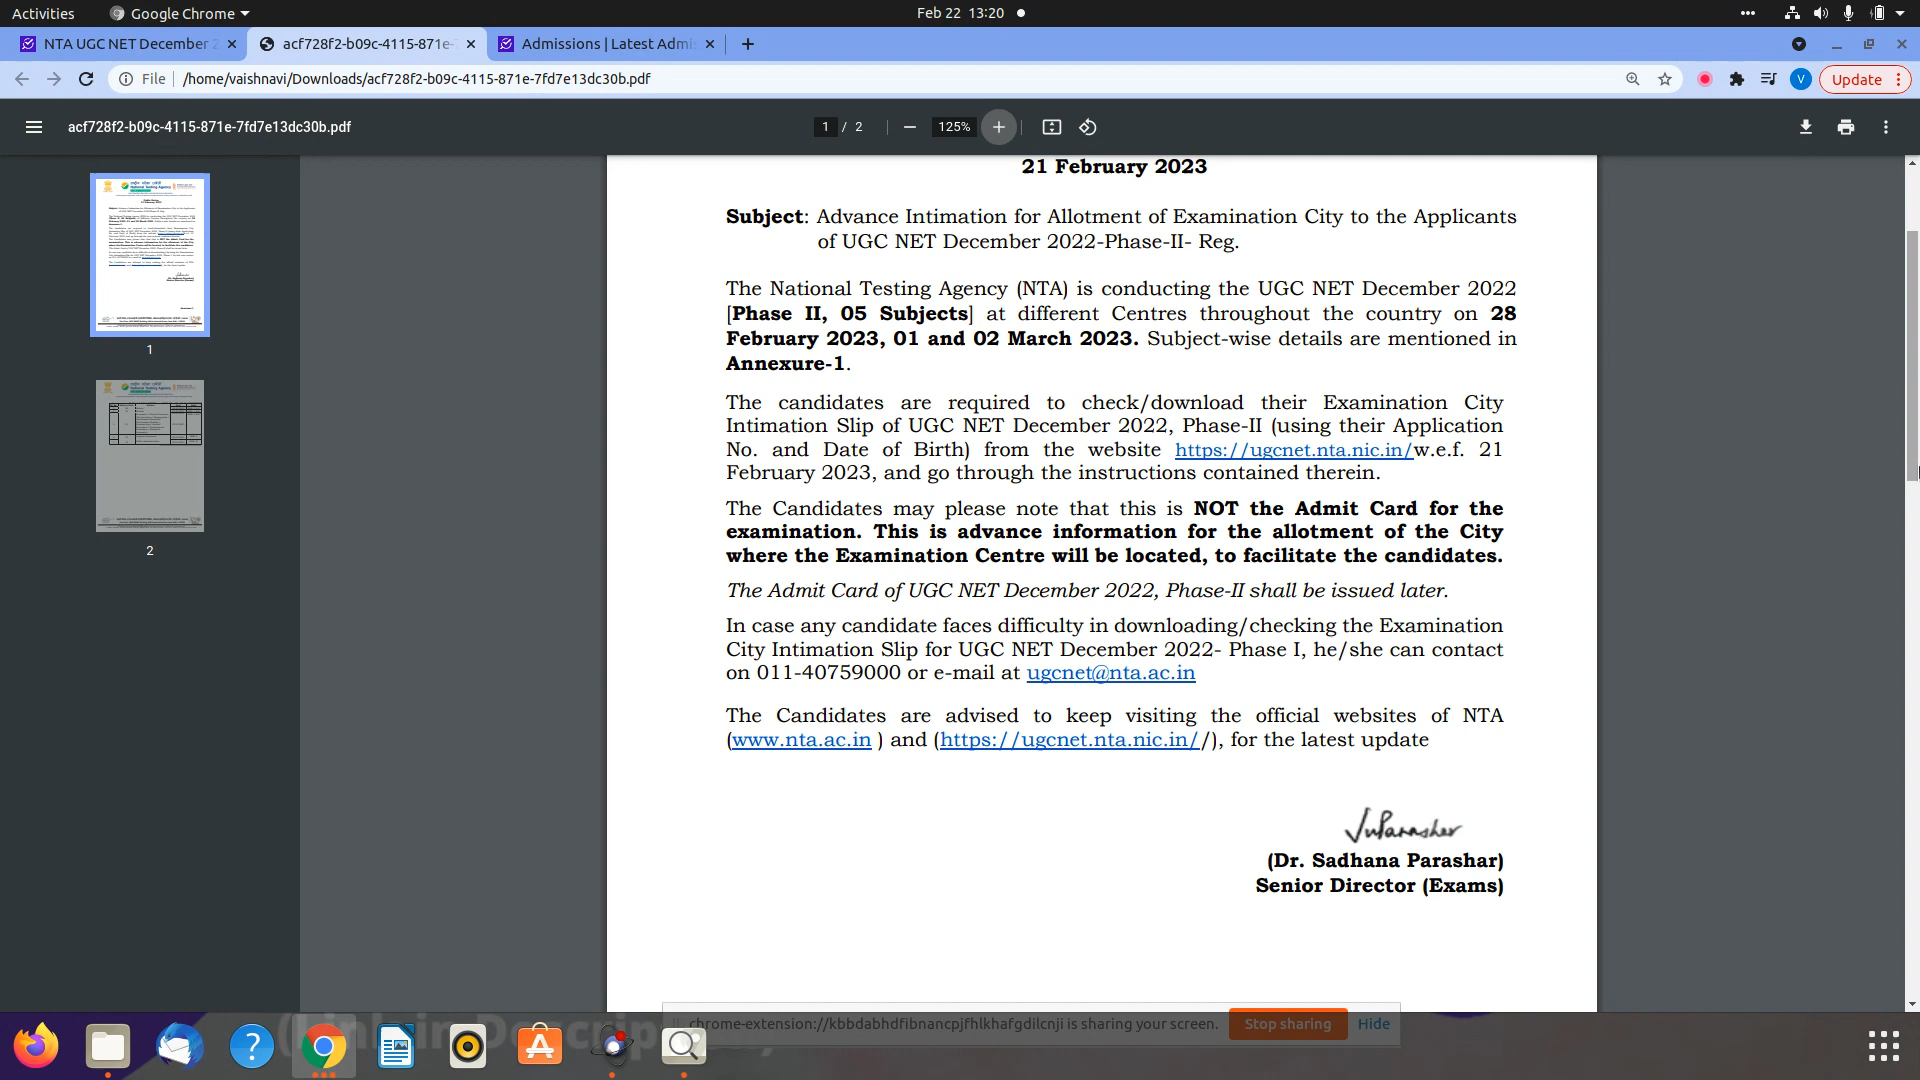 Activities
Google Chrome
Feb 22 13:20
NTA UGC NET December 2
acf728f2-b09c-4115-871e-
Admissions | Latest Admi
File
/home/vaishnavi/Downloads/acf728f2-b09c-4115-871e-7fd7e13dc30b.pdf
V
Update
acf728f2-b09c-4115-871e-7fd7e13dc30b.pdf
1 / 2
125%
1
2
21 February 2023
Subject: Advance Intimation for Allotment of Examination City to the Applicants
of UGC NET December 2022-Phase-II- Reg.
The National Testing Agency (NTA) is conducting the UGC NET December 2022
[Phase II, 05 Subjects] at different Centres throughout the country on 28
February 2023, 01 and 02 March 2023. Subject-wise details are mentioned in
Annexure-1.
The candidates are required to check/download their Examination City
Intimation Slip of UGC NET December 2022, Phase-II (using their Application
No. and Date of Birth) from the website https://ugcnet.nta.nic.in/w.e.f. 21
February 2023, and go through the instructions contained therein.
The Candidates may please note that this is NOT the Admit Card for the
examination. This is advance information for the allotment of the City
where the Examination Centre will be located, to facilitate the candidates.
The Admit Card of UGC NET December 2022, Phase-II shall be issued later.
In case any candidate faces difficulty in downloading/checking the Examination
City Intimation Slip for UGC NET December 2022- Phase I, he/she can contact
on 011-40759000 or e-mail at ugcnet@nta.ac.in
The Candidates are advised to keep visiting the official websites of NTA
(www.nta.ac.in ) and (https://ugcnet.nta.nic.in//), for the latest update
(Dr. Sadhana Parashar)
Senior Director (Exams)
chrome-extension://kbbdabhdfibnancpjfhlkhafgdilcnji is sharing your screen.
Stop sharing
Hide